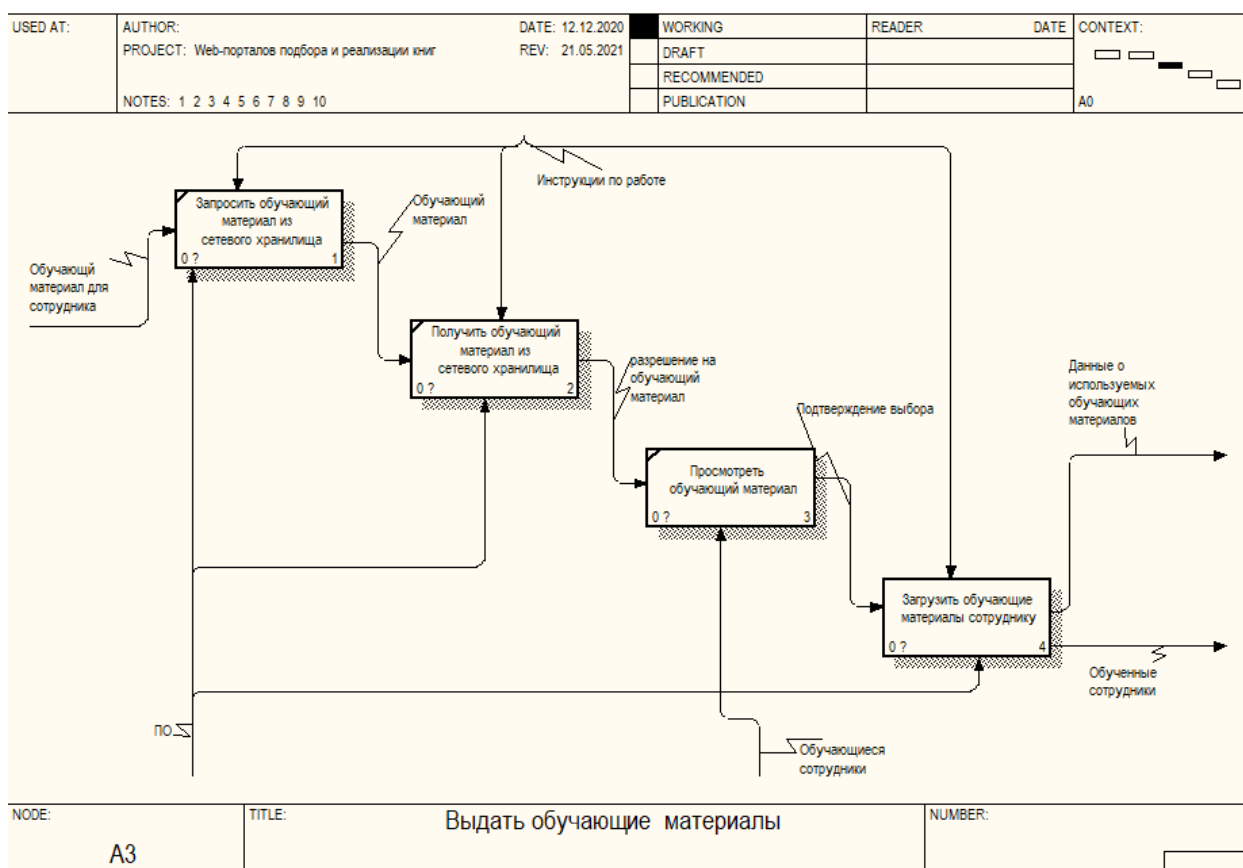 USED AT:
AUTHOR:
DATE: 12.12.2020
PROJECT: Web-порталов подбора и реализации книг
REV: 21.05.2021
NOTES: 1 2 3 4 5 6 7 8 9 10
WORKING
DRAFT
RECOMMENDED
PUBLICATION
READER
DATE
CONTEXT:
A0
Инструкции по работе
Запросить обучающий
материал из
сетевого хранилища
0 ?
1
Обучающий
материал
Обучающй
материал для
сотрудника
Получить обучающий
материал из
сетевого хранилища
0 ?
2
разрешение на
обучающий
материал
Данные о
используемых
обучающих
материалов
Подтверждение выбора
Просмотреть
обучающий материал
0 ?
3
Загрузить обучающие
материалы сотруднику
0 ?
4
Обученные
сотрудники
ПО
Обучающиеся
сотрудники
NODE:
A3
TITLE:
Выдать обучающие материалы
NUMBER: